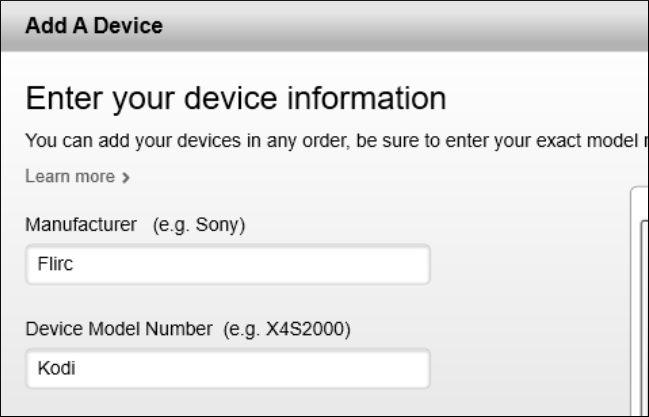 Add A Device
Enter your device information
You can add your devices in any order, be sure to enter your exact model
Learn more >
Manufacturer (e.g. Sony)
Flirc
Device Model Number (e.g. X4S2000)
Kodi